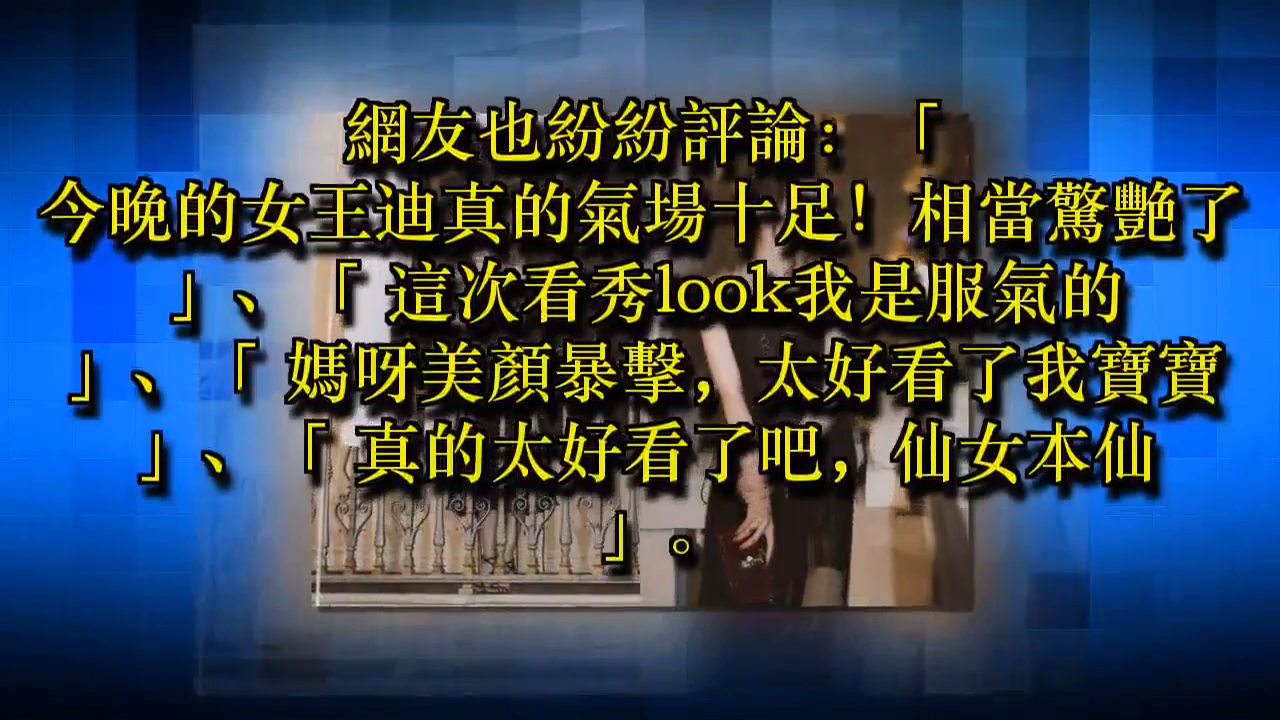 網友也紛紛評論：「
今晚的女王迪真的氣場十足！相當驚艷了
」、「 這次看秀look我是服氣的
」、「 媽呀美顏暴擊，太好看了我寶寶
」、「 真的太好看了吧，仙女本仙
」。